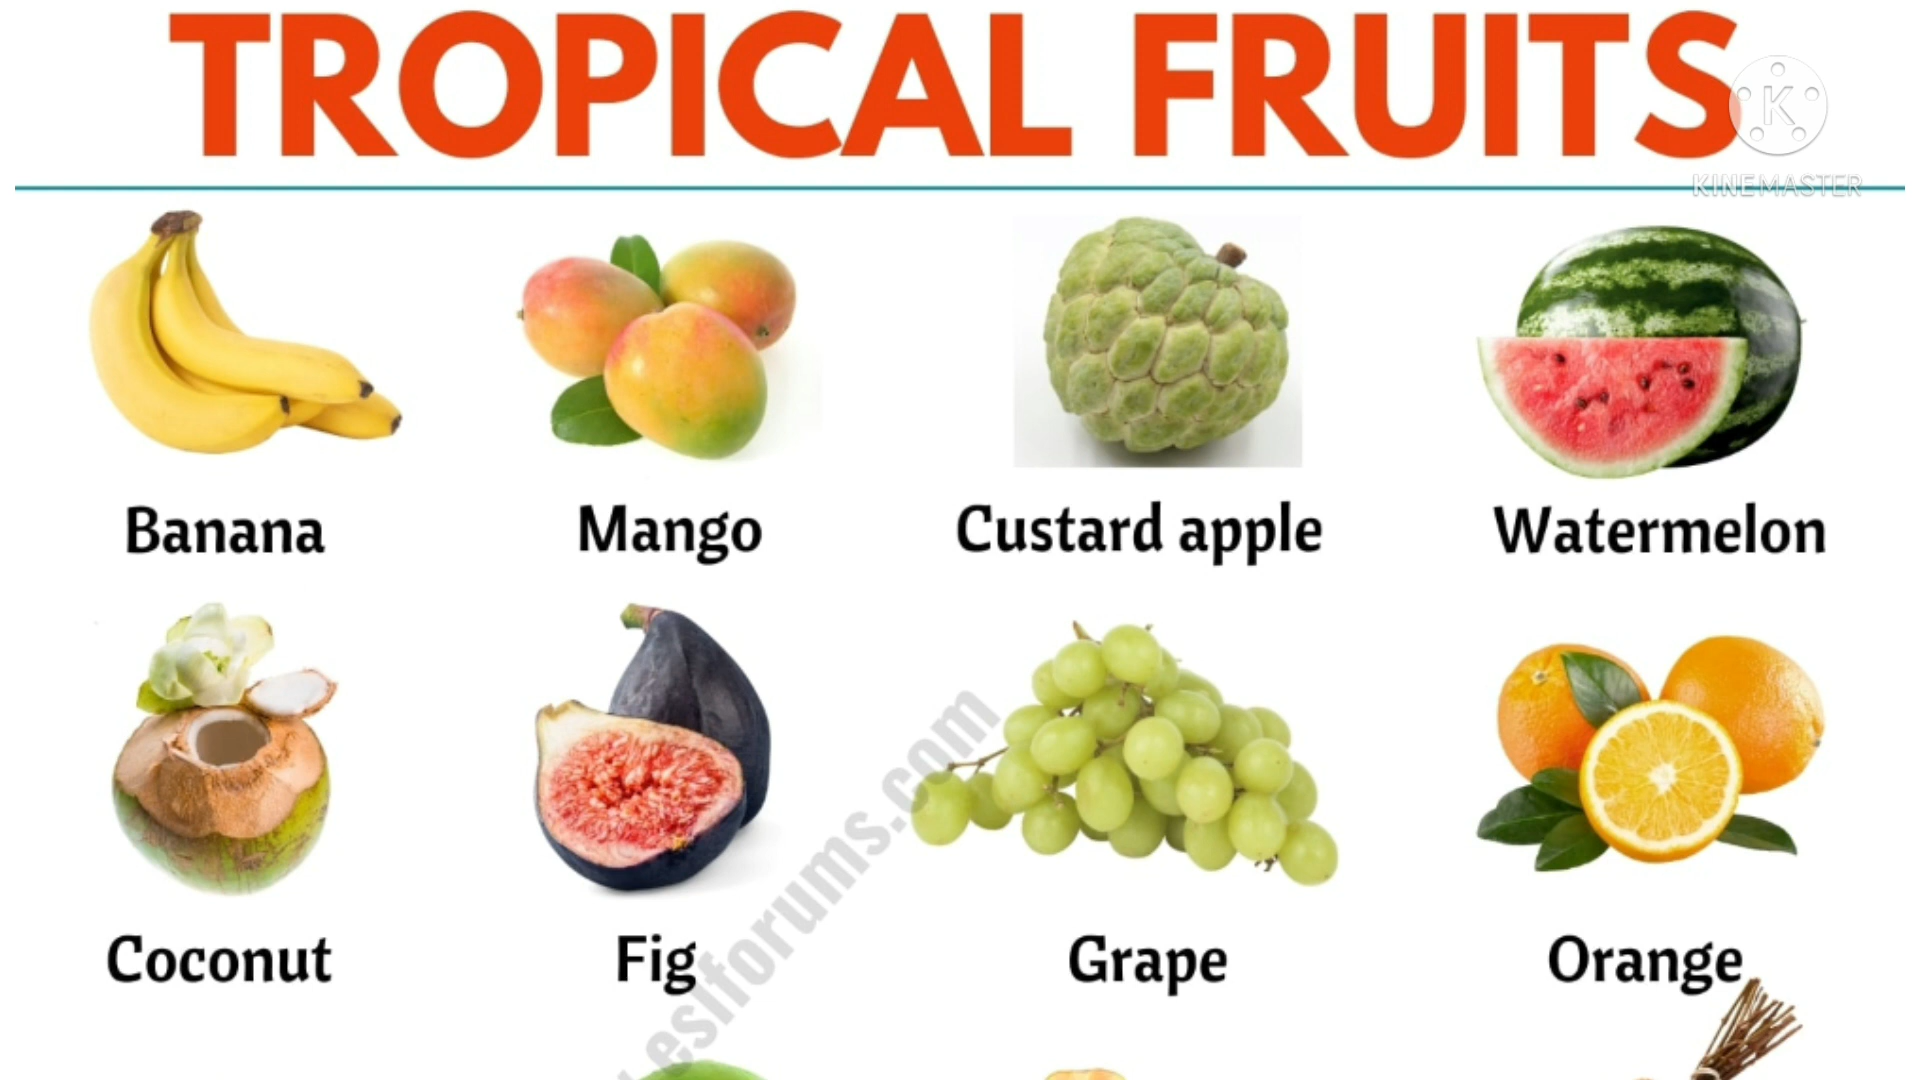 TROPICAL FRUITS
K
KINEMASTER
Banana Mango Custard apple Watermelon
Coconut Fig Grape Orange
eslforums.com